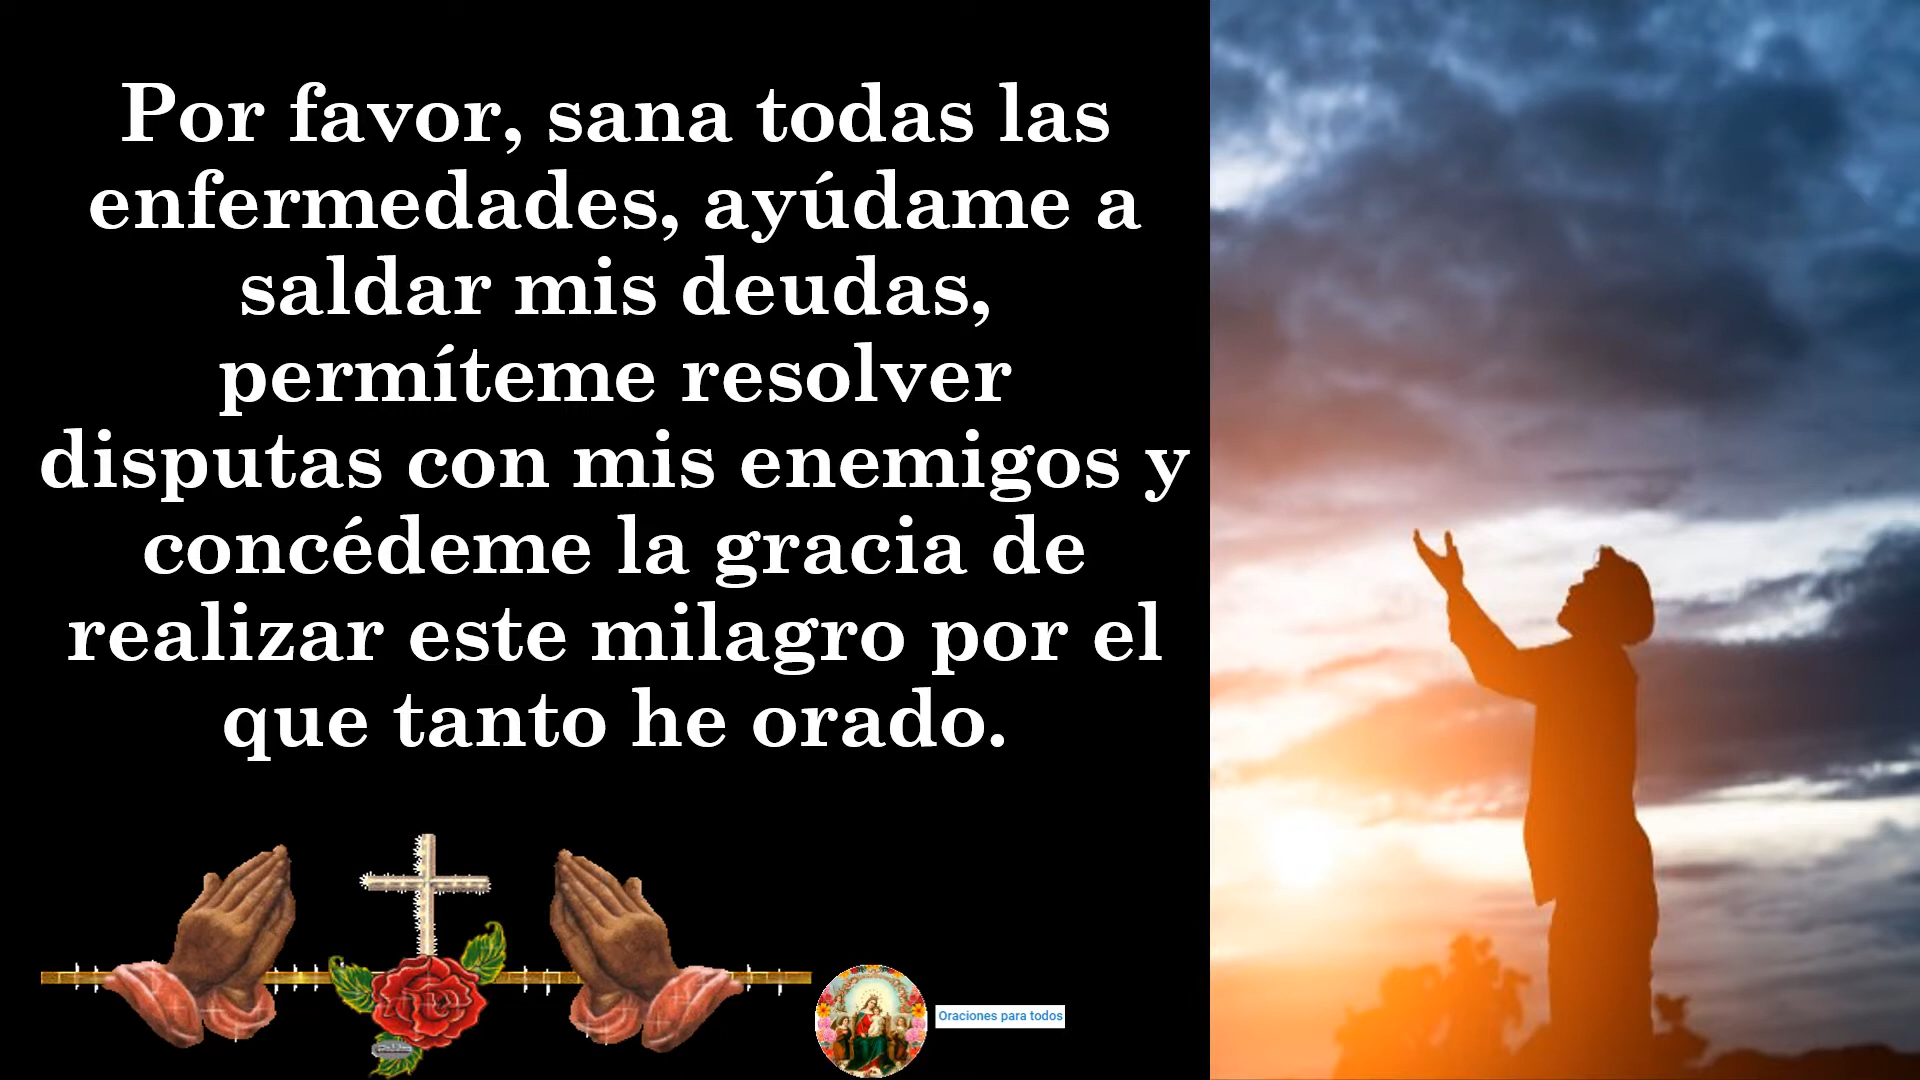 Por favor, sana todas las
enfermedades, ayúdame a
saldar mis deudas,
permíteme resolver
disputas con mis enemigos y
concédeme la gracia de
realizar este milagro por el
que tanto he orado.
Oraciones para todos